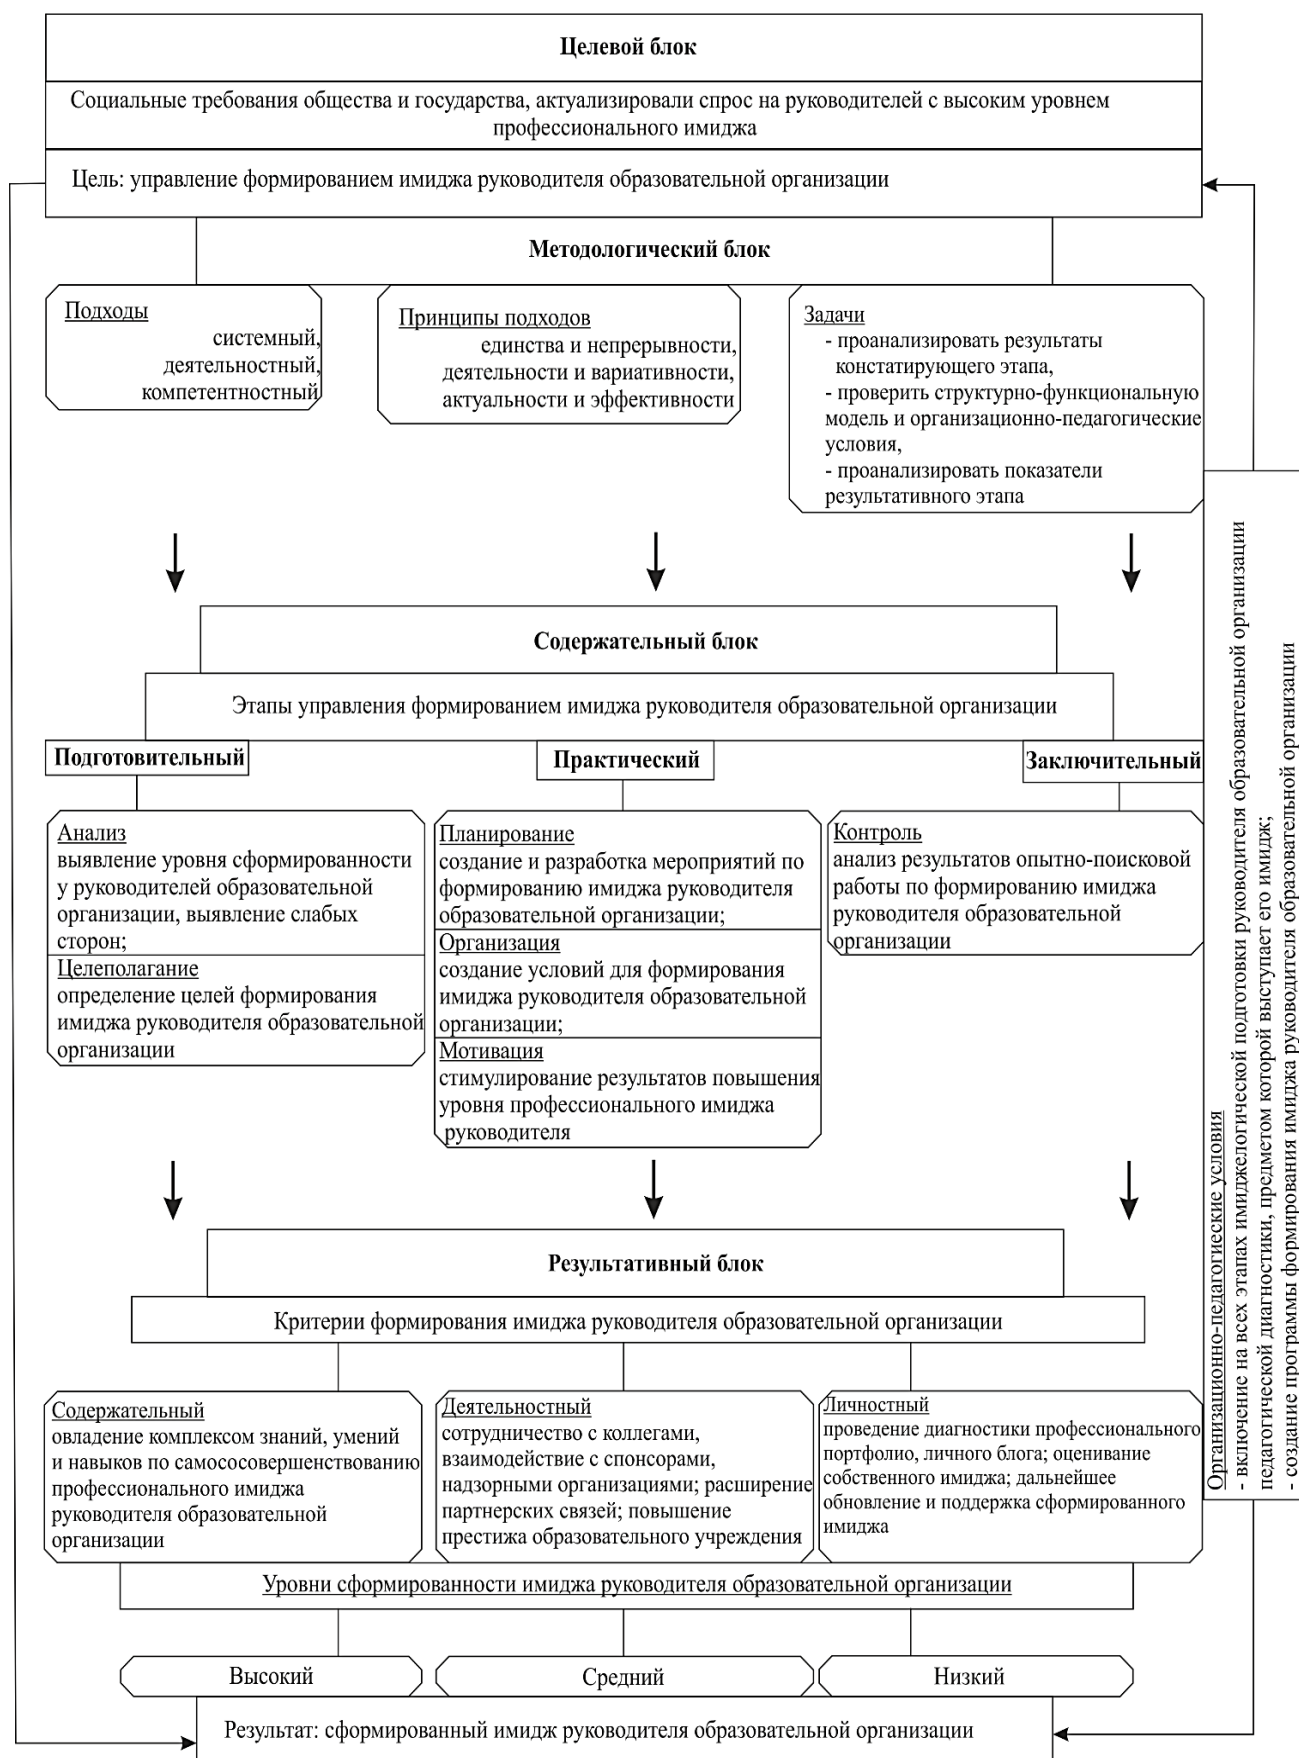 Целевой блок
Социальные требования общества и государства, актуализировали спрос на руководителей с высоким уровнем
профессионального имиджа
Цель: управление формированием имиджа руководителя образовательной организации
Методологический блок
Подходы
системный,
деятельностный,
компетентностный
Принципы подходов
единства и непрерывности,
деятельности и вариативности,
актуальности и эффективности
Задачи
- проанализировать результаты
констатирующего этапа,
- проверить структурно-функциональную
модель и организационно-педагогические
условия,
- проанализировать показатели
результативного этапа
Содержательный блок
Этапы управления формированием имиджа руководителя образовательной организации
Подготовительный
Анализ
выявление уровня сформированности
у руководителей образовательной
организации, выявление слабых
сторон;
Целеполагание
определение целей формирования
имиджа руководителя образовательной
организации
Практический
Планирование
создание и разработка мероприятий по
формированию имиджа руководителя
образовательной организации;
Организация
создание условий для формирования
имиджа руководителя образовательной
организации;
Мотивация
стимулирование результатов повышения
уровня профессионального имиджа
руководителя
Заключительный
Контроль
анализ результатов опытно-поисковой
работы по формированию имиджа
руководителя образовательной
организации
Результативный блок
Критерии формирования имиджа руководителя образовательной организации
Содержательный
овладение комплексом знаний, умений
и навыков по самососовершенствованию
профессионального имиджа
руководителя образовательной
организации
Деятельностный
сотрудничество с коллегами,
взаимодействие с спонсорами,
надзорными организациями; расширение
партнерских связей; повышение
престижа образовательного учреждения
Личностный
проведение диагностики профессионального
портфолио, личного блога; оценивание
собственного имиджа; дальнейшее
обновление и поддержка сформированного
имиджа
Уровни сформированности имиджа руководителя образовательной организации
Высокий
Средний
Низкий
Результат: сформированный имидж руководителя образовательной организации
Организационно-педагогические условия
- включение на всех этапах имиджелогической подготовки руководителя образовательной организации
педагогической диагностики, предметом которой выступает его имидж;
- создание программы формирования имиджа руководителя образовательной организации